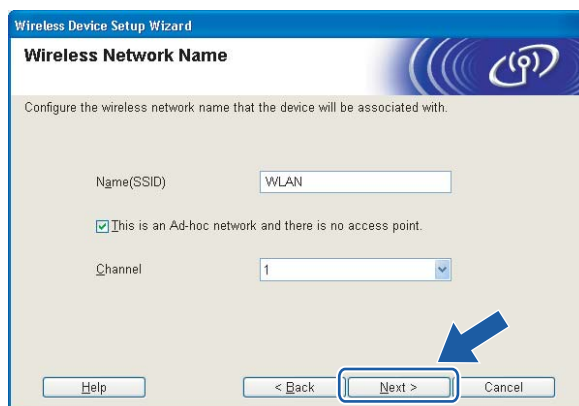 Wireless Device Setup Wizard
Wireless Network Name
Configure the wireless network name that the device will be associated with.
Name(SSID) WLAN
This is an Ad-hoc network and there is no access point.
Channel 1
Help < Back Next > Cancel